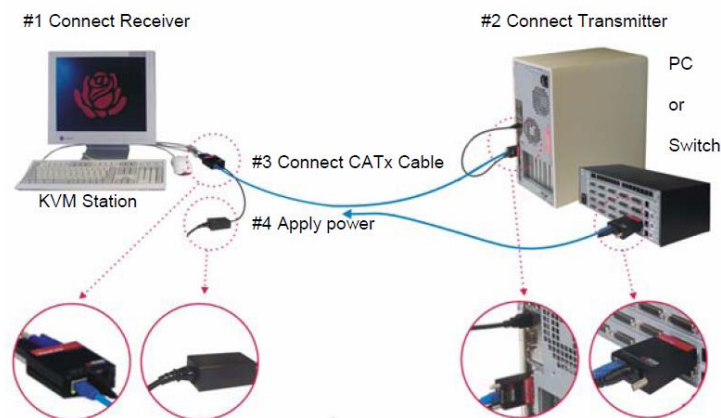 #1 Connect Receiver
#2 Connect Transmitter
PC
or
Switch
#3 Connect CATx Cable
KVM Station
#4 Apply power